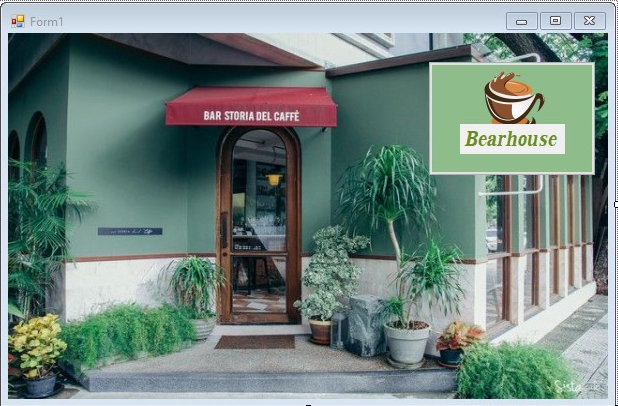 Form1
BAR STORIA DEL CAFFÈ
Bearhouse